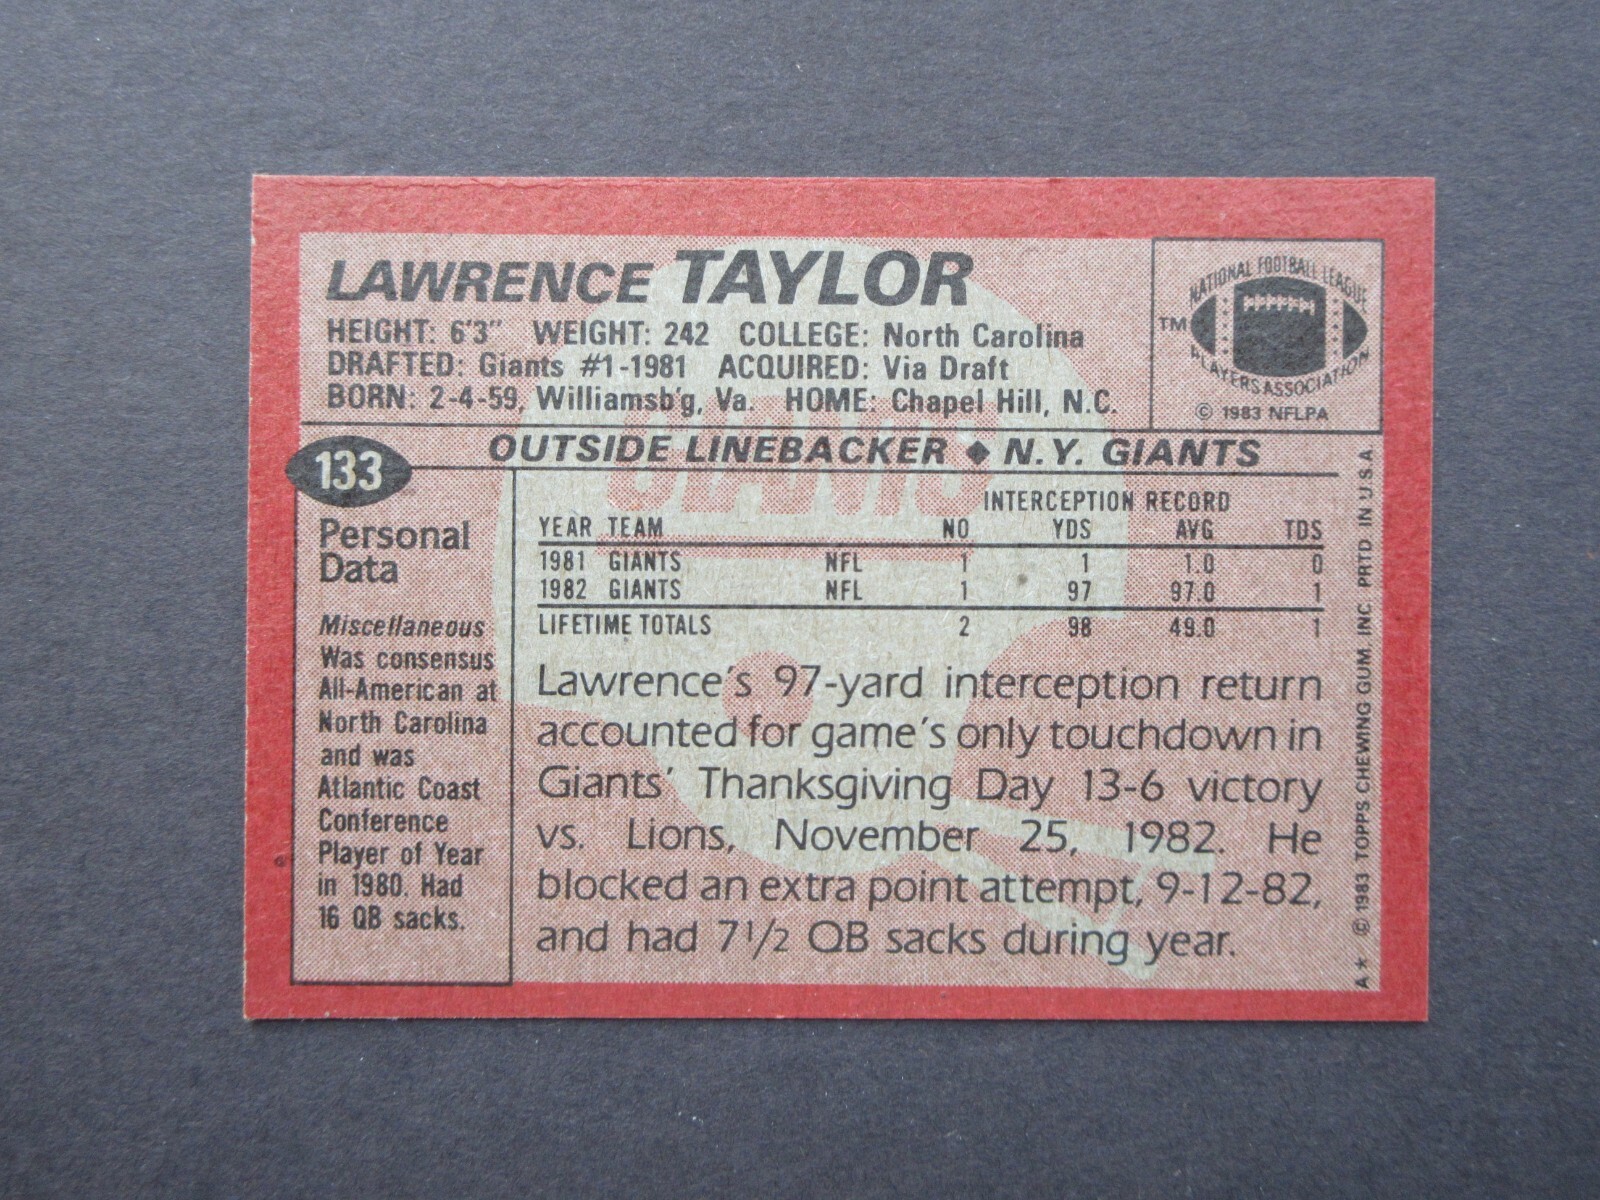 LAWRENCE TAYLOR
HEIGHT: 6'3" WEIGHT: 242 COLLEGE: North Carolina
DRAFTED: Giants #1-1981 ACQUIRED: Via Draft
BORN: 2-4-59, Williamsb'g, Va. HOME: Chapel Hill, N.C.
NATIONAL FOOTBALL LEAGUE
TM
PLAYERS ASSOCIATION
© 1983 NFLPA
133
OUTSIDE LINEBACKER ♦ N.Y. GIANTS
GIANTS
Personal
Data
Miscellaneous
Was consensus
All-American at
North Carolina
and was
Atlantic Coast
Conference
Player of Year
in 1980. Had
16 QB sacks.
INTERCEPTION RECORD
YEAR TEAM NO YDS AVG TDS
1981 GIANTS NFL 1 1 1.0 0
1982 GIANTS NFL 1 97 97.0 1
LIFETIME TOTALS 2 98 49.0 1
Lawrence's 97-yard interception return
accounted for game's only touchdown in
Giants' Thanksgiving Day 13-6 victory
vs. Lions, November 25, 1982. He
blocked an extra point attempt, 9-12-82,
and had 7 1/2 QB sacks during year.
A* © 1983 TOPPS CHEWING GUM, INC. PRTD. IN U.S.A.